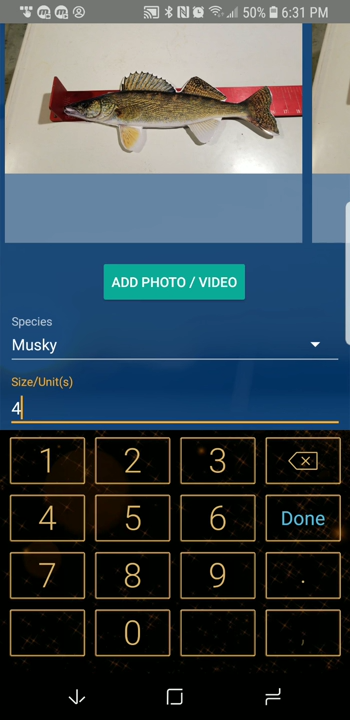 50% 6:31 PM
ADD PHOTO / VIDEO
Species
Musky
Size/Unit(s)
4
1 2 3
4 5 6 Done
7 8 9 .
0 ,